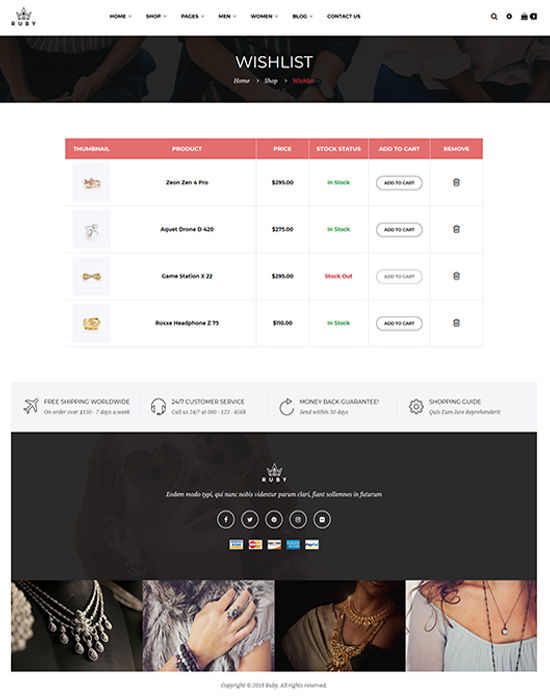 RUBY
HOME SHOP PAGES MEN WOMEN BLOG CONTACT US
WISHLIST
Home > Shop > Wishlist
THUMBNAIL PRODUCT PRICE STOCK STATUS ADD TO CART REMOVE
Zeon Zen 4 Pro $295.00 In Stock ADD TO CART
Aquet Drone D 420 $275.00 In Stock ADD TO CART
Game Station X 22 $295.00 Stock Out ADD TO CART
Roxxe Headphone Z 75 $110.00 In Stock ADD TO CART
FREE SHIPPING WORLDWIDE
On order over $150 - 7 days a week
24/7 CUSTOMER SERVICE
Call us 24/7 at 000 - 123 - 456k
MONEY BACK GUARANTEE!
Send within 30 days
SHOPPING GUIDE
Quis Eum Iure Reprehenderit
RUBY
Eodem modo typi, qui nunc nobis videntur parum clari, fiant sollemnes in futurum
VISA PayPal
Copyright © 2018 Ruby. All rights reserved.